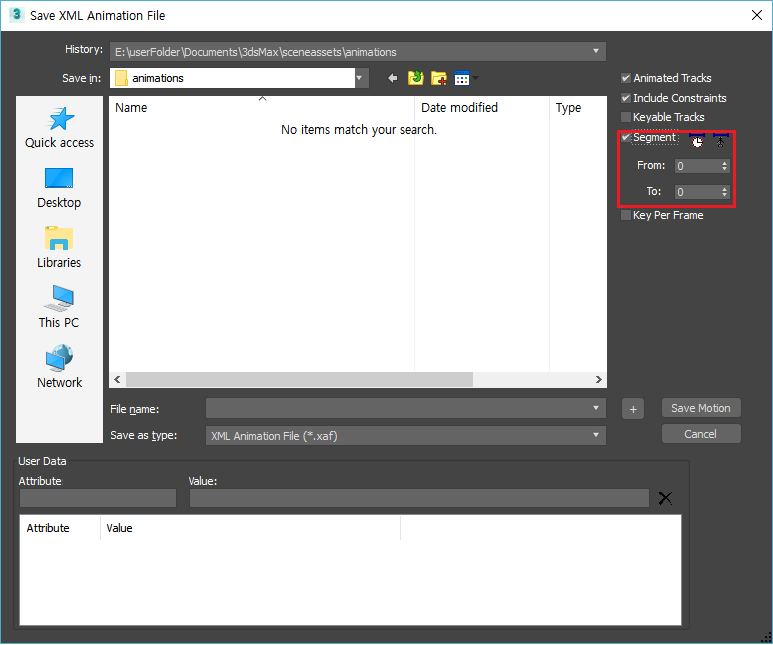 Save XML Animation File
History:
E:\userFolder\Documents\3dsMax\sceneassets\animations
Save in:
animations
Animated Tracks
Include Constraints
Keyable Tracks
Segment
From: 0
To: 0
Key Per Frame
Quick access
Desktop
Libraries
This PC
Network
Name Date modified Type
No items match your search.
File name:
Save as type: XML Animation File (*.xaf)
+
Save Motion
Cancel
User Data
Attribute Value:
Attribute Value